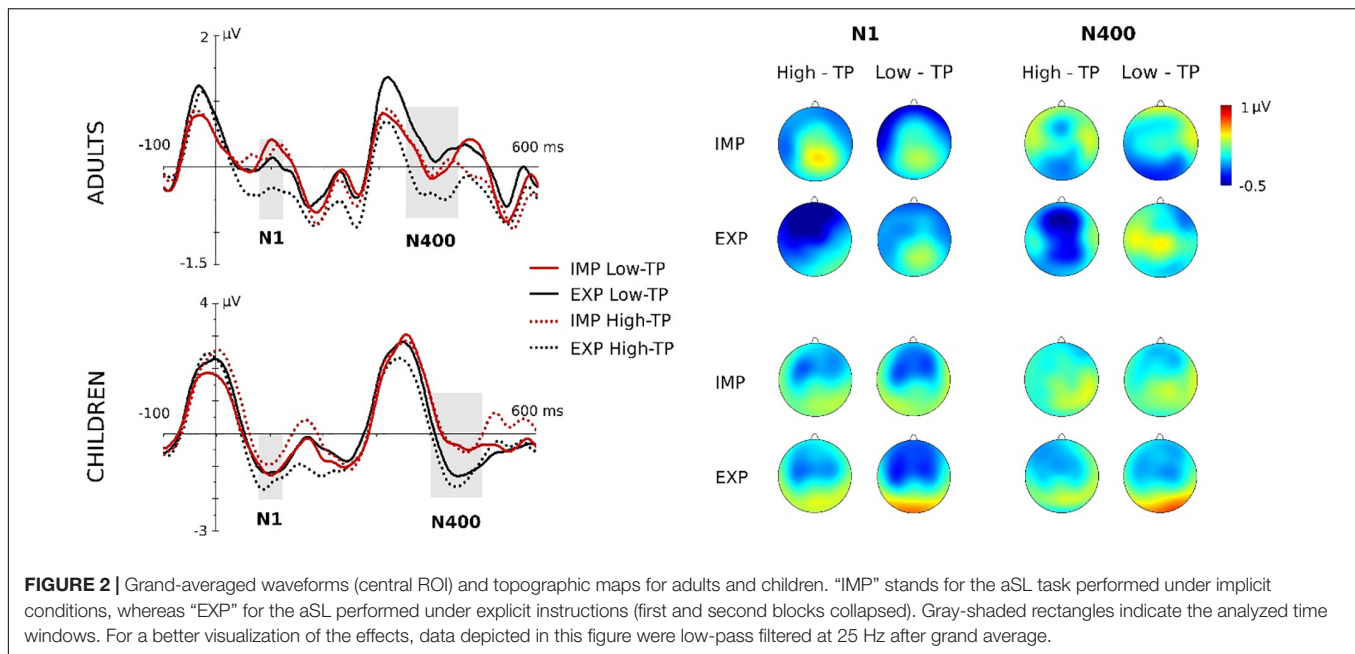 2
µV
ADULTS
-100
600 ms
N1
N400
-1.5
IMP Low-TP
EXP Low-TP
IMP High-TP
EXP High-TP
4
µV
CHILDREN
-100
600 ms
N1
N400
-3
N1
N400
High - TP
Low - TP
High - TP
Low - TP
IMP
1 µV
-0.5
EXP
IMP
EXP
FIGURE 2 | Grand-averaged waveforms (central ROI) and topographic maps for adults and children. “IMP” stands for the aSL task performed under implicit
conditions, whereas “EXP” for the aSL performed under explicit instructions (first and second blocks collapsed). Gray-shaded rectangles indicate the analyzed time
windows. For a better visualization of the effects, data depicted in this figure were low-pass filtered at 25 Hz after grand average.